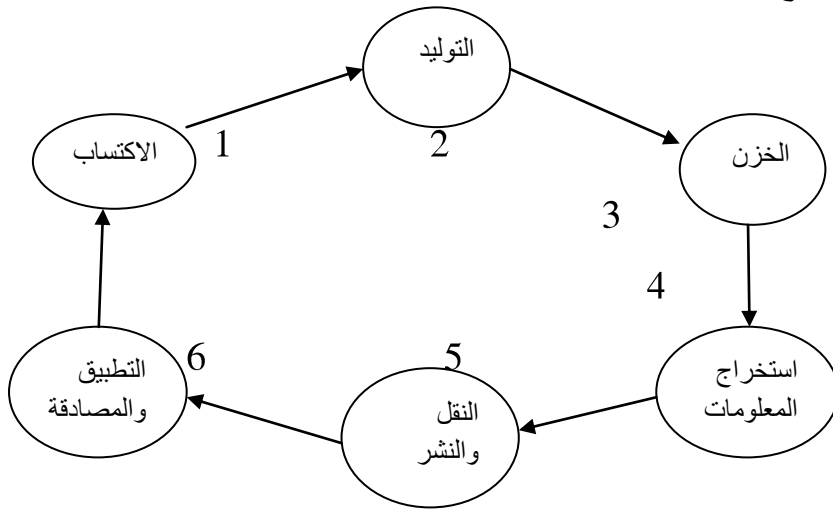 التوليد
الاكتساب
1
2
الخزن
3
4
استخراج
المعلومات
5
النقل
والنشر
6
التطبيق
والمصادقة